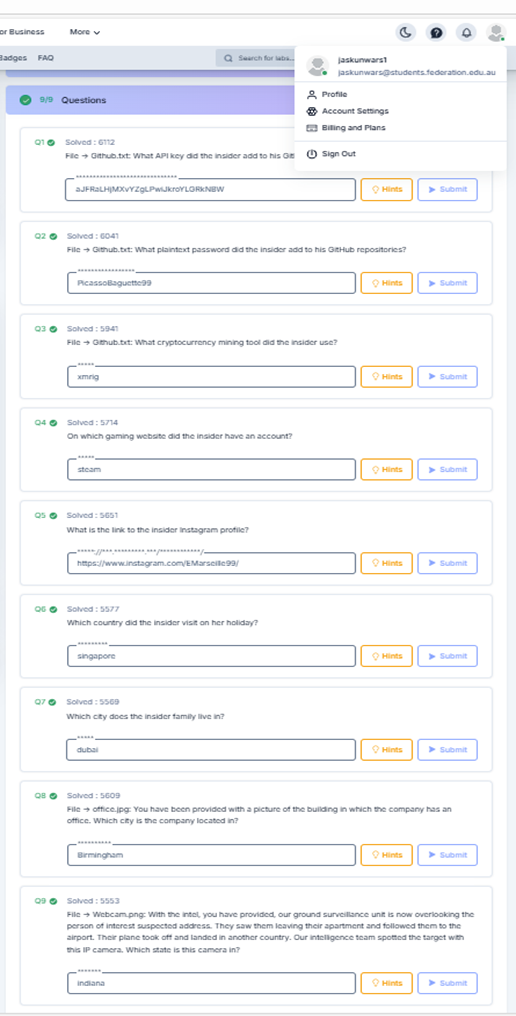 or Business More
Badges FAQ Search for labs...
jaskunwars1
jaskunwars@students.federation.edu.au
Profile
Account Settings
Billing and Plans
Sign Out
9/9 Questions
Q1 Solved : 6112
File → Github.txt: What API key did the insider add to his Git
aJFRaLHjMXvYZgLPwiJkroYLGRkNBW
Hints Submit
Q2 Solved : 6041
File → Github.txt: What plaintext password did the insider add to his GitHub repositories?
PicassoBaguette99
Hints Submit
Q3 Solved : 5941
File → Github.txt: What cryptocurrency mining tool did the insider use?
xmrig
Hints Submit
Q4 Solved : 5714
On which gaming website did the insider have an account?
steam
Hints Submit
Q5 Solved : 5651
What is the link to the insider Instagram profile?
https://www.instagram.com/EMarseille99/
Hints Submit
Q6 Solved : 5577
Which country did the insider visit on her holiday?
singapore
Hints Submit
Q7 Solved : 5569
Which city does the insider family live in?
dubai
Hints Submit
Q8 Solved : 5609
File → office.jpg: You have been provided with a picture of the building in which the company has an
office. Which city is the company located in?
Birmingham
Hints Submit
Q9 Solved : 5553
File → Webcam.png: With the intel, you have provided, our ground surveillance unit is now overlooking the
person of interest suspected address. They saw them leaving their apartment and followed them to the
airport. Their plane took off and landed in another country. Our intelligence team spotted the target with
this IP camera. Which state is this camera in?
indiana
Hints Submit